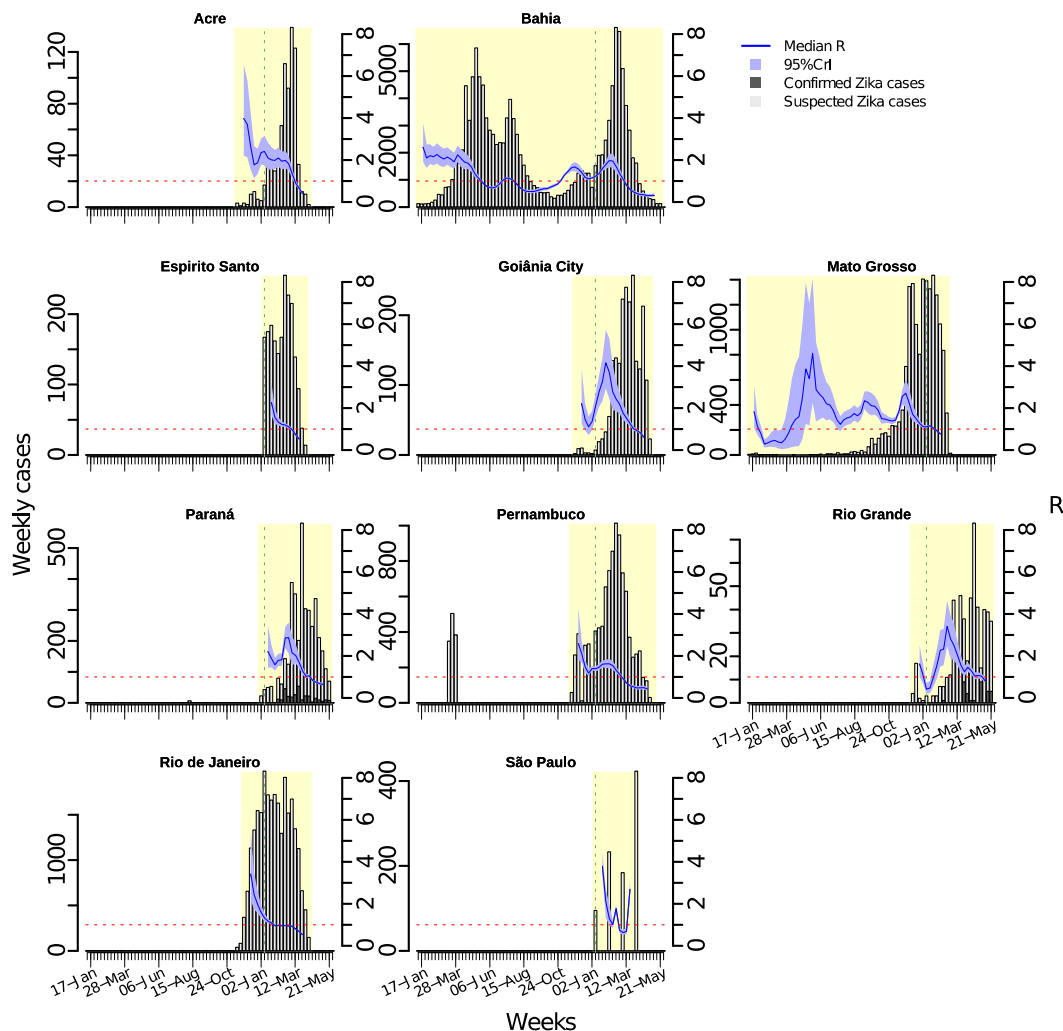 Acre
Bahia
Median R
95%CrI
Confirmed Zika cases
Suspected Zika cases
0 40 80 120
0 2 4 6 8
0 2000 5000
0 2 4 6 8
Espirito Santo
Goiânia City
Mato Grosso
0 100 200
0 2 4 6 8
0 100 200
0 2 4 6 8
0 400 1000
0 2 4 6 8
Weekly cases
R
Paraná
Pernambuco
Rio Grande
0 200 500
0 2 4 6 8
0 400 800
0 2 4 6 8
0 20 50
0 2 4 6 8
17–Jan 28–Mar 06–Jun 15–Aug 24–Oct 02–Jan 12–Mar 21–May
Rio de Janeiro
São Paulo
0 1000
0 2 4 6 8
0 200 400
0 2 4 6 8
17–Jan 28–Mar 06–Jun 15–Aug 24–Oct 02–Jan 12–Mar 21–May
17–Jan 28–Mar 06–Jun 15–Aug 24–Oct 02–Jan 12–Mar 21–May
Weeks